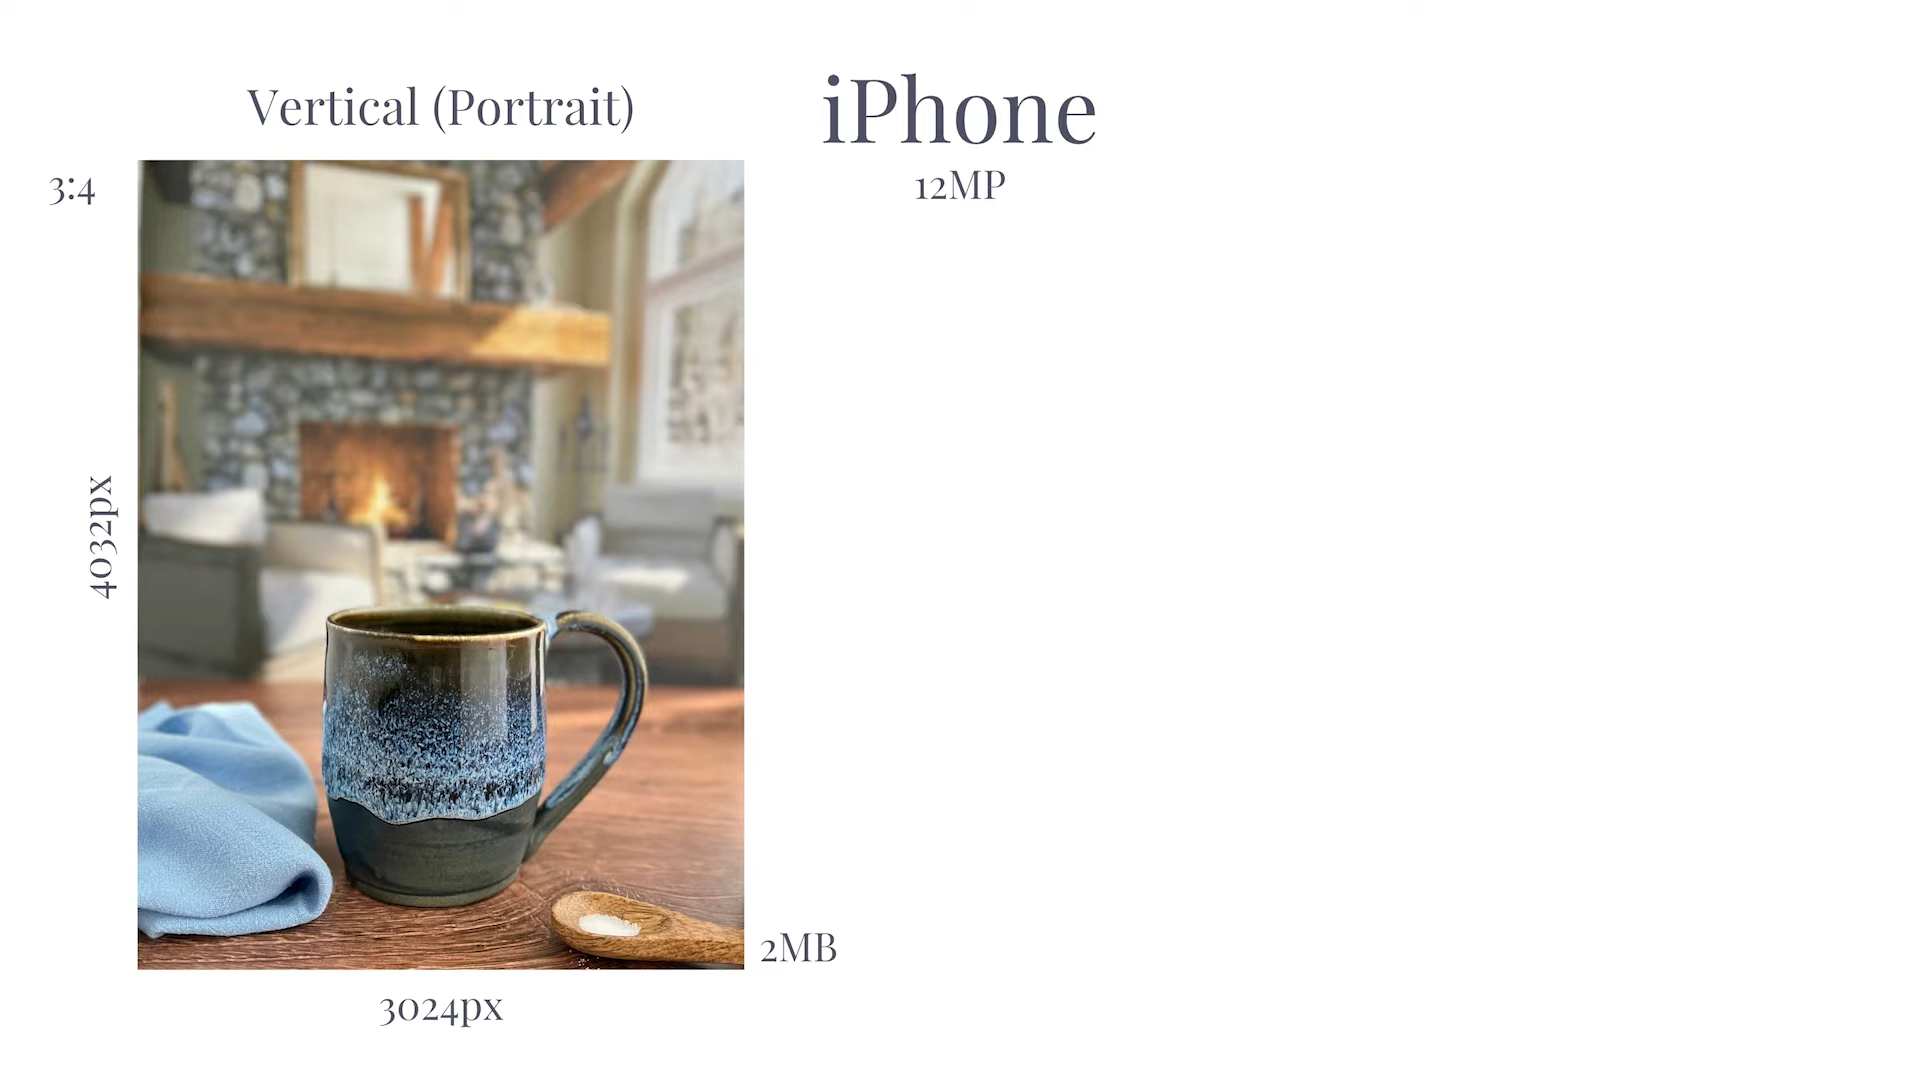 Vertical (Portrait)
iPhone
12MP
3:4
4032px
2MB
3024px